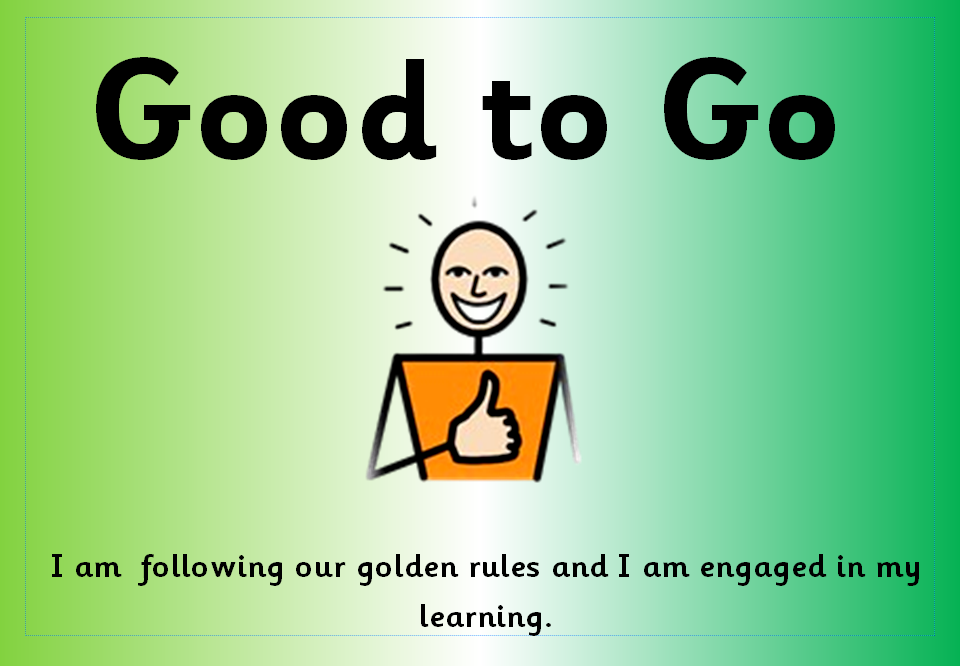 Good to Go
I am following our golden rules and I am engaged in my
learning.